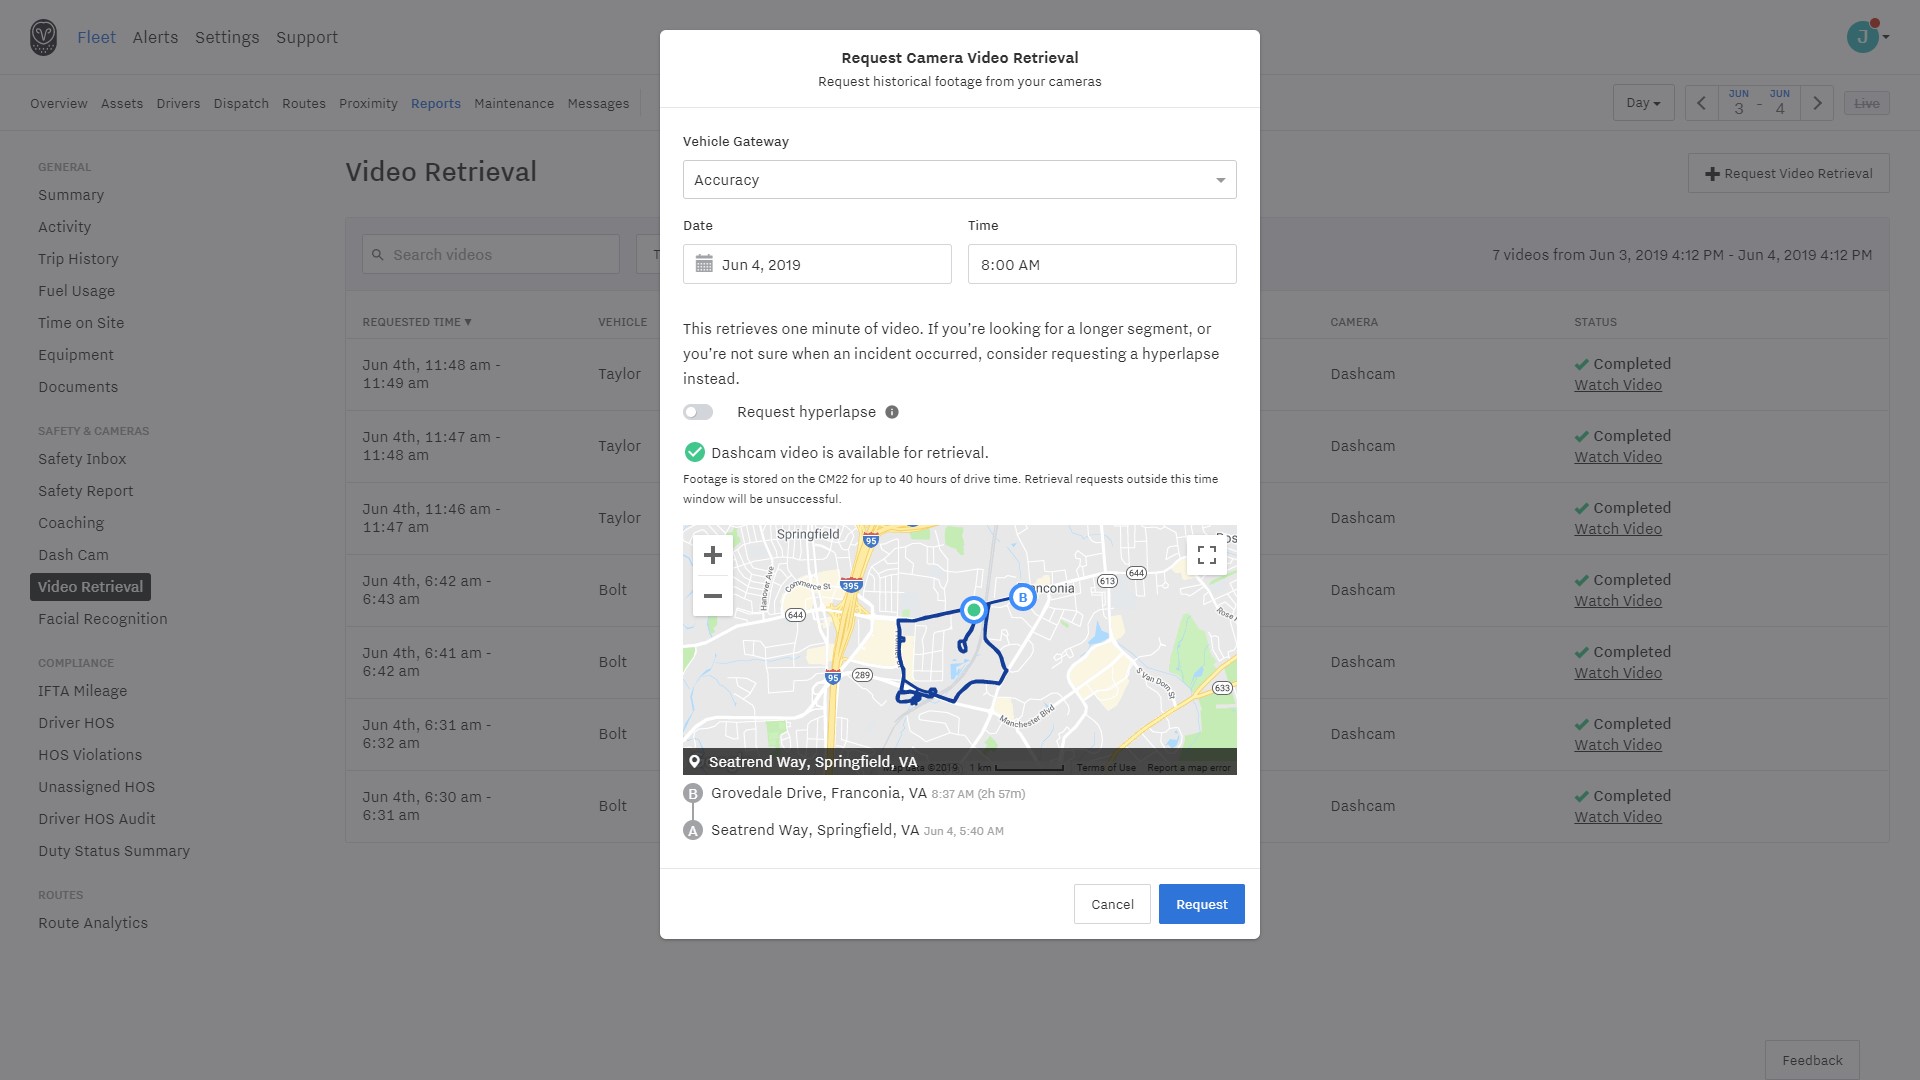 Fleet Alerts Settings Support
J
Overview Assets Drivers Dispatch Routes Proximity Reports Maintenance Messages
Day
JUN 3 - JUN 4
Live
GENERAL
Summary
Activity
Trip History
Fuel Usage
Time on Site
Equipment
Documents
SAFETY & CAMERAS
Safety Inbox
Safety Report
Coaching
Dash Cam
Video Retrieval
Facial Recognition
COMPLIANCE
IFTA Mileage
Driver HOS
HOS Violations
Unassigned HOS
Driver HOS Audit
Duty Status Summary
ROUTES
Route Analytics
Video Retrieval
Request Video Retrieval
Search videos
T
7 videos from Jun 3, 2019 4:12 PM - Jun 4, 2019 4:12 PM
REQUESTED TIME ▼ VEHICLE CAMERA STATUS
Jun 4th, 11:48 am -
11:49 am
Taylor
Dashcam
Completed
Watch Video
Jun 4th, 11:47 am -
11:48 am
Taylor
Dashcam
Completed
Watch Video
Jun 4th, 11:46 am -
11:47 am
Taylor
Dashcam
Completed
Watch Video
Jun 4th, 6:42 am -
6:43 am
Bolt
Dashcam
Completed
Watch Video
Jun 4th, 6:41 am -
6:42 am
Bolt
Dashcam
Completed
Watch Video
Jun 4th, 6:31 am -
6:32 am
Bolt
Dashcam
Completed
Watch Video
Jun 4th, 6:30 am -
6:31 am
Bolt
Dashcam
Completed
Watch Video
Request Camera Video Retrieval
Request historical footage from your cameras
Vehicle Gateway
Accuracy
Date Time
Jun 4, 2019 8:00 AM
This retrieves one minute of video. If you're looking for a longer segment, or
you're not sure when an incident occurred, consider requesting a hyperlapse
instead.
Request hyperlapse
Dashcam video is available for retrieval.
Footage is stored on the CM22 for up to 40 hours of drive time. Retrieval requests outside this time
window will be unsuccessful.
Springfield
95
Commerce St
395
Hanover Ave
644
B
nconia
613
644
95
289
S Van Dorn St
633
Manchester Blvd
Seatrend Way, Springfield, VA
©2019 1 km Terms of Use Report a map error
B Grovedale Drive, Franconia, VA 8:37 AM (2h 57m)
A Seatrend Way, Springfield, VA Jun 4, 5:40 AM
Cancel Request
Feedback